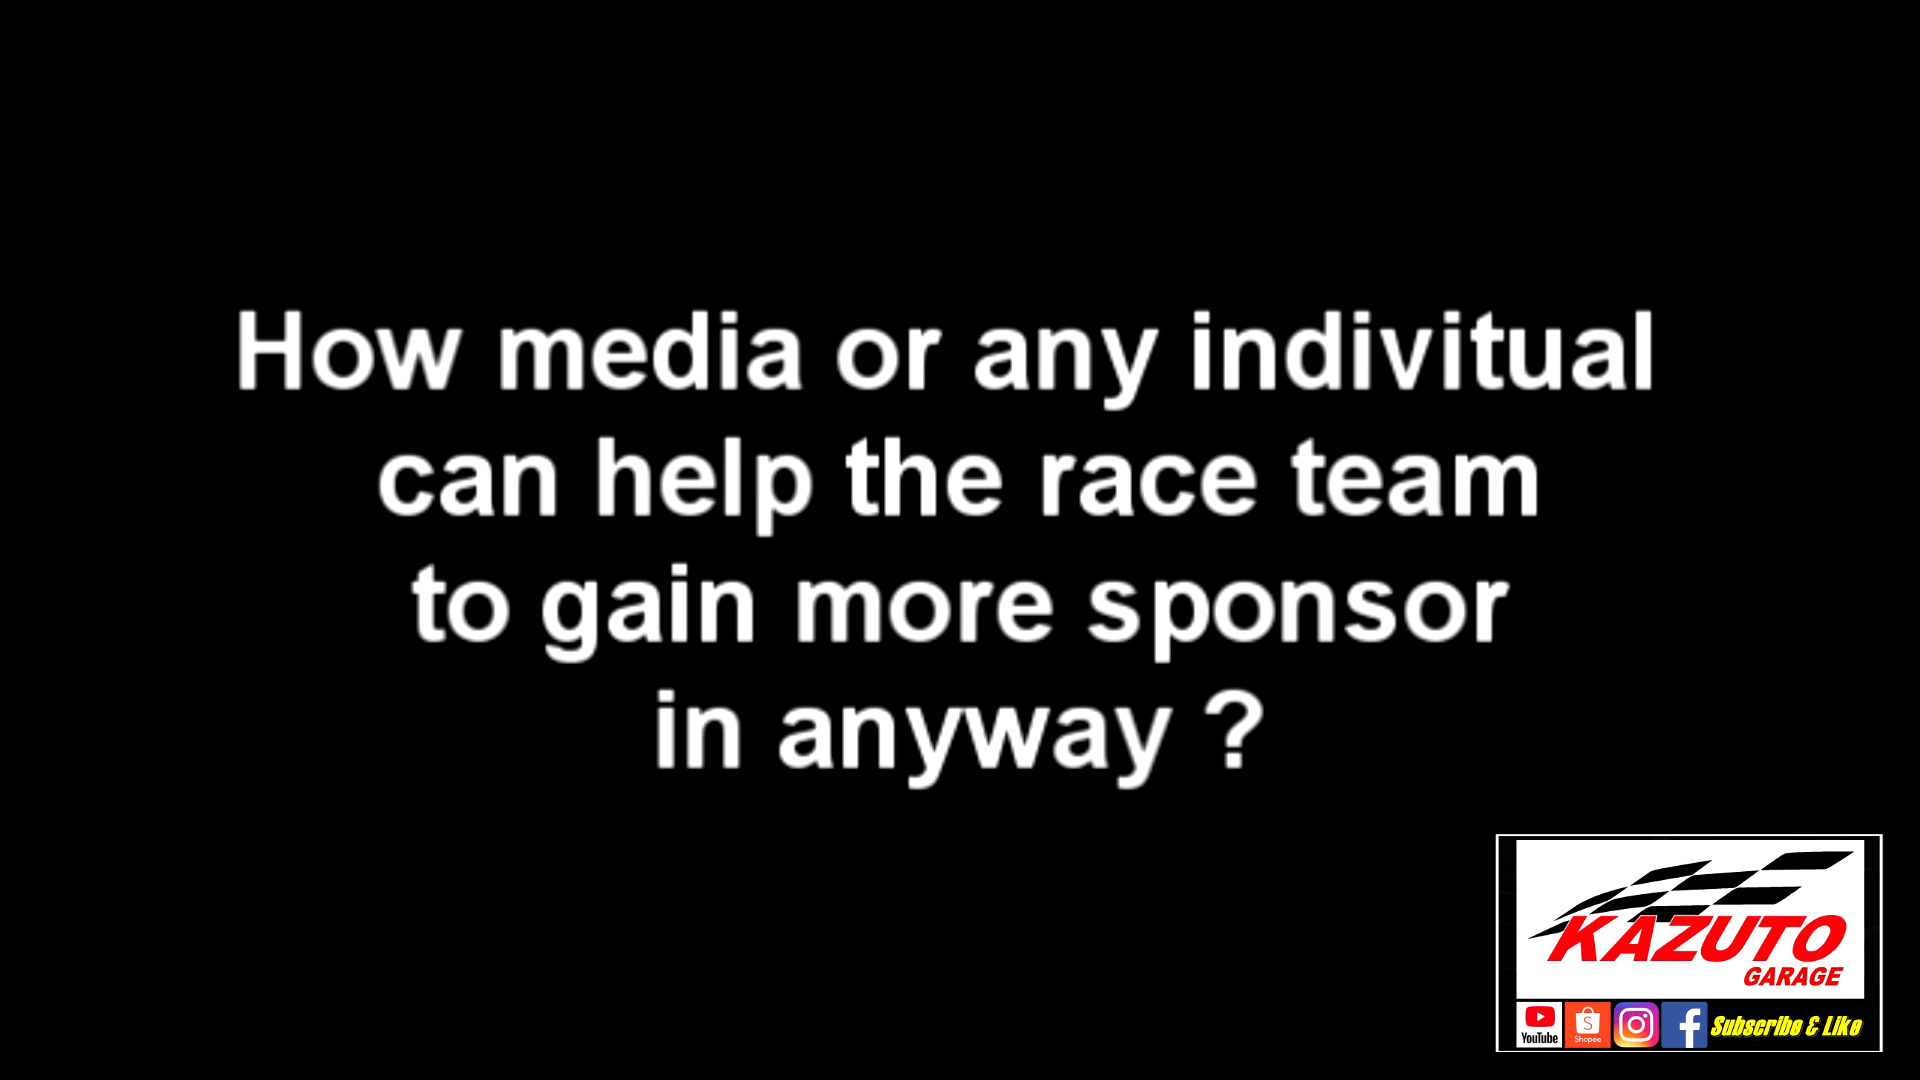 How media or any indivitual
can help the race team
to gain more sponsor
in anyway ?
KAZUTO
GARAGE
YouTube
Shopee
Subscribe & Like